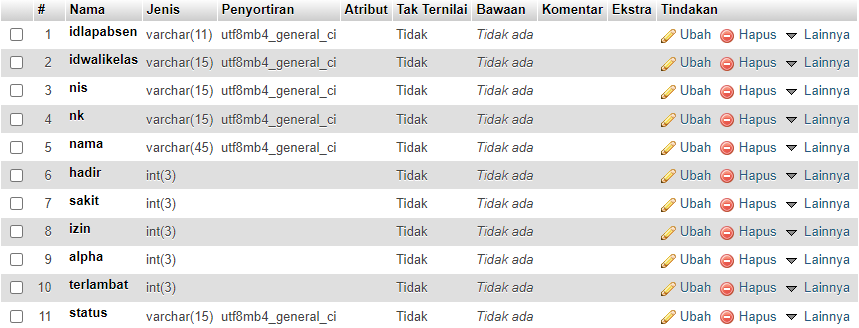 # Nama Jenis Penyortiran Atribut Tak Ternilai Bawaan Komentar Ekstra Tindakan
1 idlapabsen varchar(11) utf8mb4_general_ci Tidak Tidak ada Ubah Hapus Lainnya
2 idwalikelas varchar(15) utf8mb4_general_ci Tidak Tidak ada Ubah Hapus Lainnya
3 nis varchar(15) utf8mb4_general_ci Tidak Tidak ada Ubah Hapus Lainnya
4 nk varchar(15) utf8mb4_general_ci Tidak Tidak ada Ubah Hapus Lainnya
5 nama varchar(45) utf8mb4_general_ci Tidak Tidak ada Ubah Hapus Lainnya
6 hadir int(3) Tidak Tidak ada Ubah Hapus Lainnya
7 sakit int(3) Tidak Tidak ada Ubah Hapus Lainnya
8 izin int(3) Tidak Tidak ada Ubah Hapus Lainnya
9 alpha int(3) Tidak Tidak ada Ubah Hapus Lainnya
10 terlambat int(3) Tidak Tidak ada Ubah Hapus Lainnya
11 status varchar(15) utf8mb4_general_ci Tidak Tidak ada Ubah Hapus Lainnya